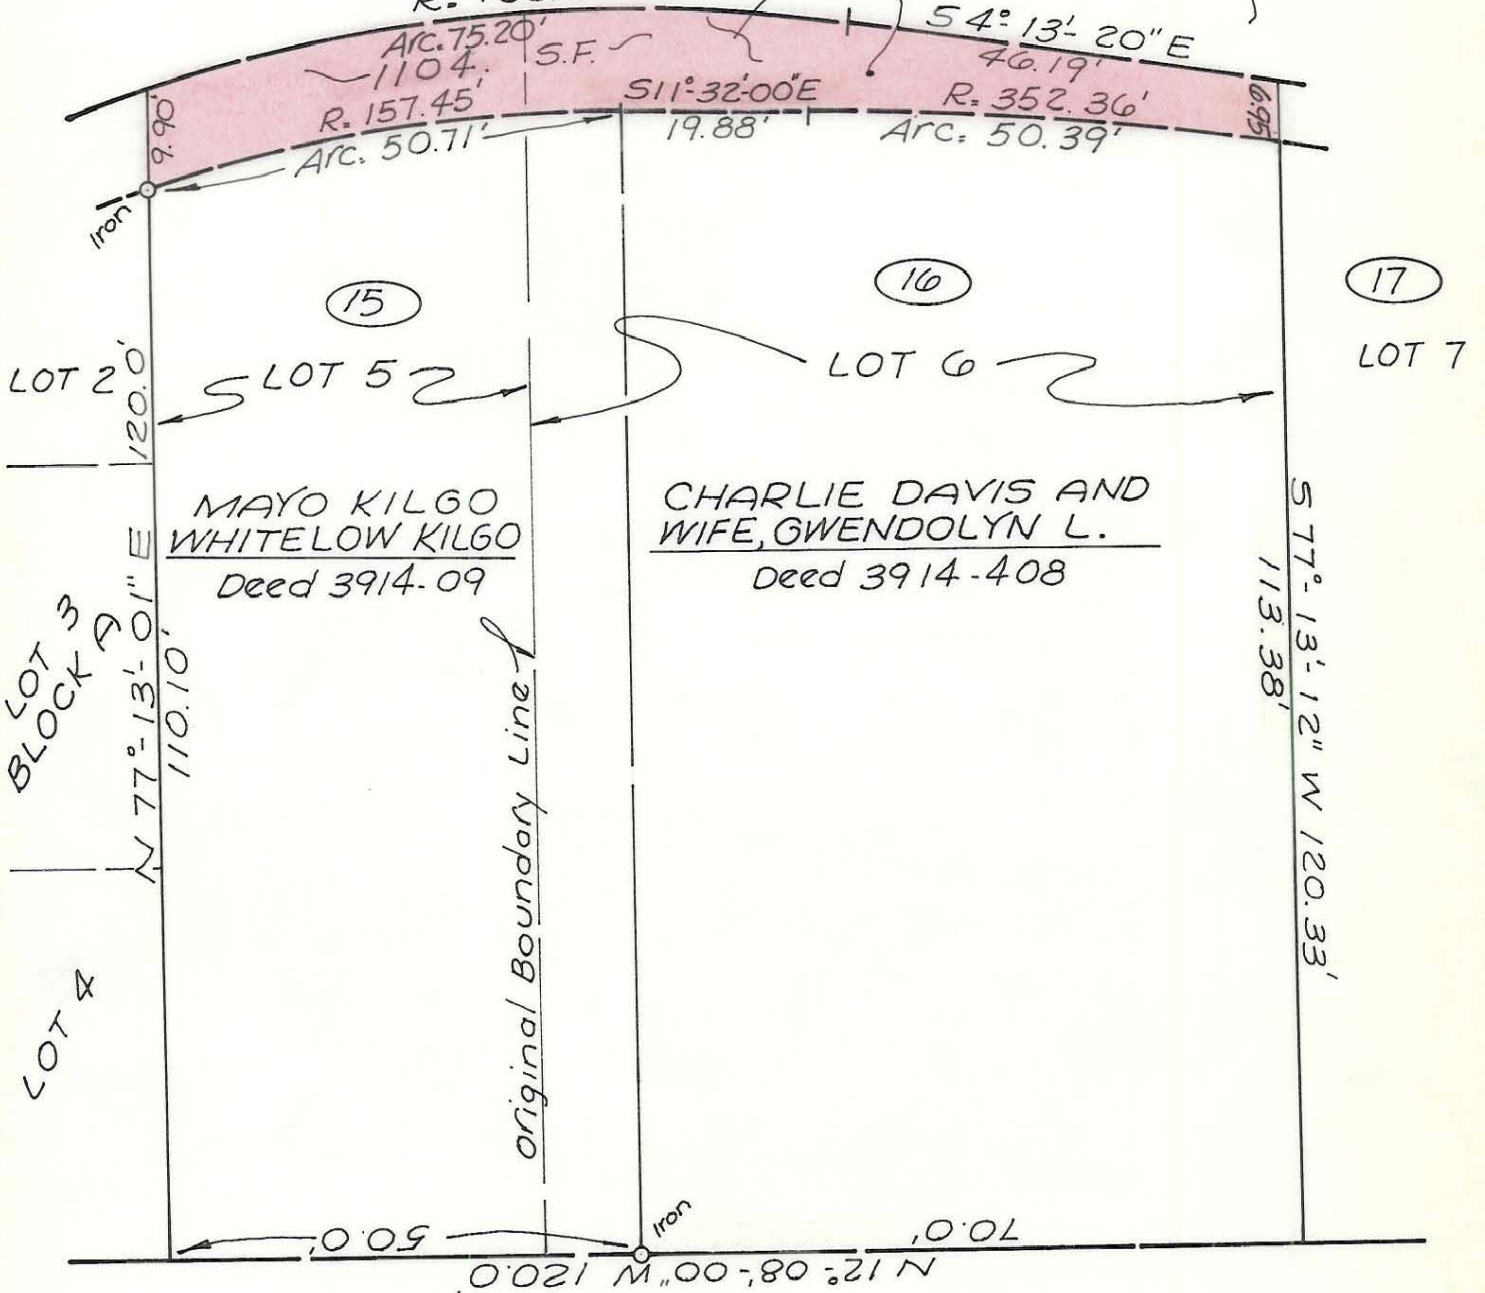 S 4°-13'-20" E
46.19'
Arc. 75.20'
1104. S.F.
9.90'
R= 157.45'
Arc. 50.71'
S11°-32'-00"E
19.88'
R= 352.36'
Arc. 50.39'
6.95'
Iron
15
16
17
LOT 2
120.0'
LOT 5
LOT 6
LOT 7
MAYO KILGO
WHITELOW KILGO
Deed 3914-09
CHARLIE DAVIS AND
WIFE, GWENDOLYN L.
Deed 3914-408
LOT 3
BLOCK A
N 77°-13'-01" E
110.10'
S 77°-13'-12" W 120.33'
113.38'
Original Boundary Line
LOT 4
50.0'
Iron
70.0'
N 12°-08'-00" W 120.0'